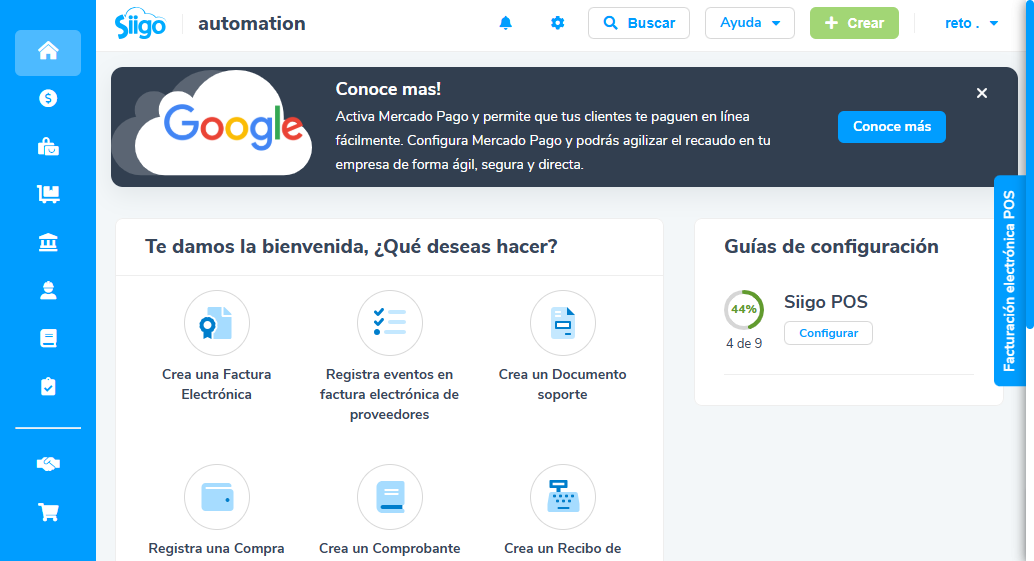 Siigo
automation
Buscar
Ayuda
Crear
reto .
Google
Conoce mas!
Activa Mercado Pago y permite que tus clientes te paguen en línea
fácilmente. Configura Mercado Pago y podrás agilizar el recaudo en tu
empresa de forma ágil, segura y directa.
Conoce más
Facturación electrónica POS
Te damos la bienvenida, ¿Qué deseas hacer?
Crea una Factura
Electrónica
Registra eventos en
factura electrónica de
proveedores
Crea un Documento
soporte
Registra una Compra
Crea un Comprobante
Crea un Recibo de
Guías de configuración
44%
4 de 9
Siigo POS
Configurar